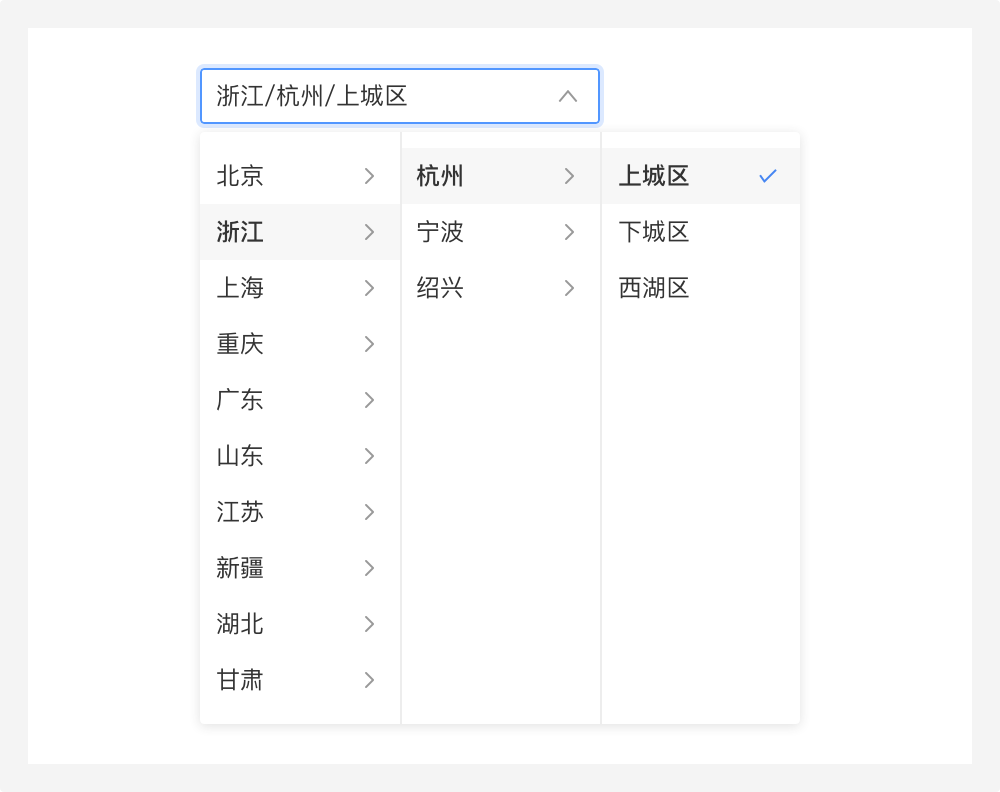 浙江/杭州/上城区
北京
浙江
上海
重庆
广东
山东
江苏
新疆
湖北
甘肃
杭州
宁波
绍兴
上城区
下城区
西湖区